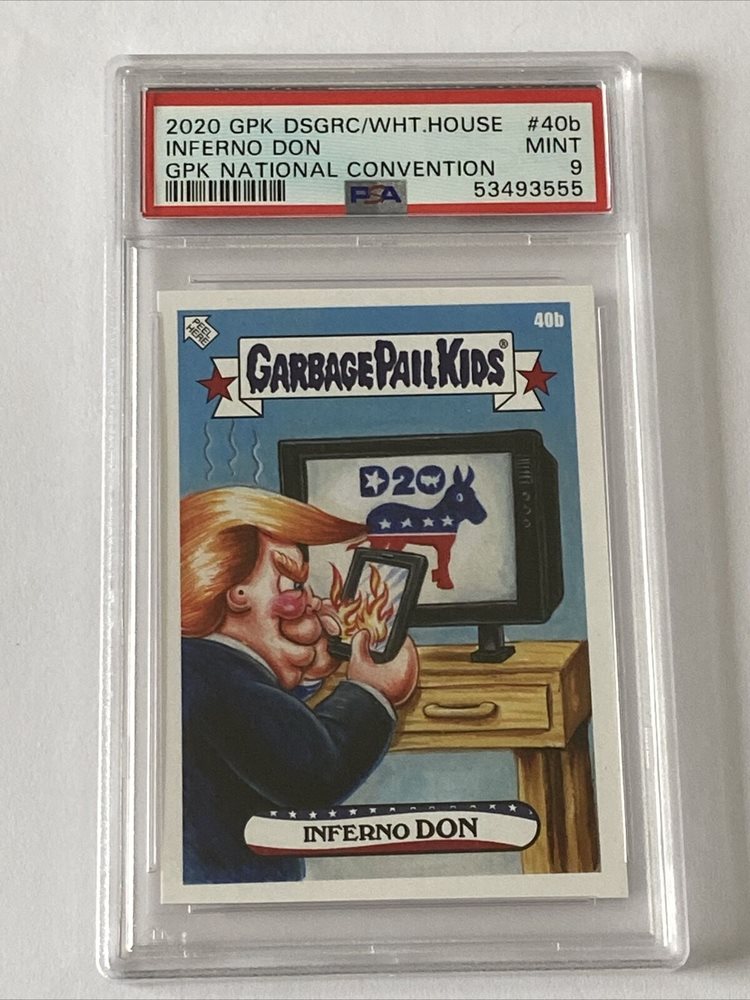 2020 GPK DSGRC/WHT.HOUSE #40b
INFERNO DON MINT
GPK NATIONAL CONVENTION 9
PSA 53493555
PEEL HERE
40b
GARBAGE PAIL KIDS®
D20
INFERNO DON